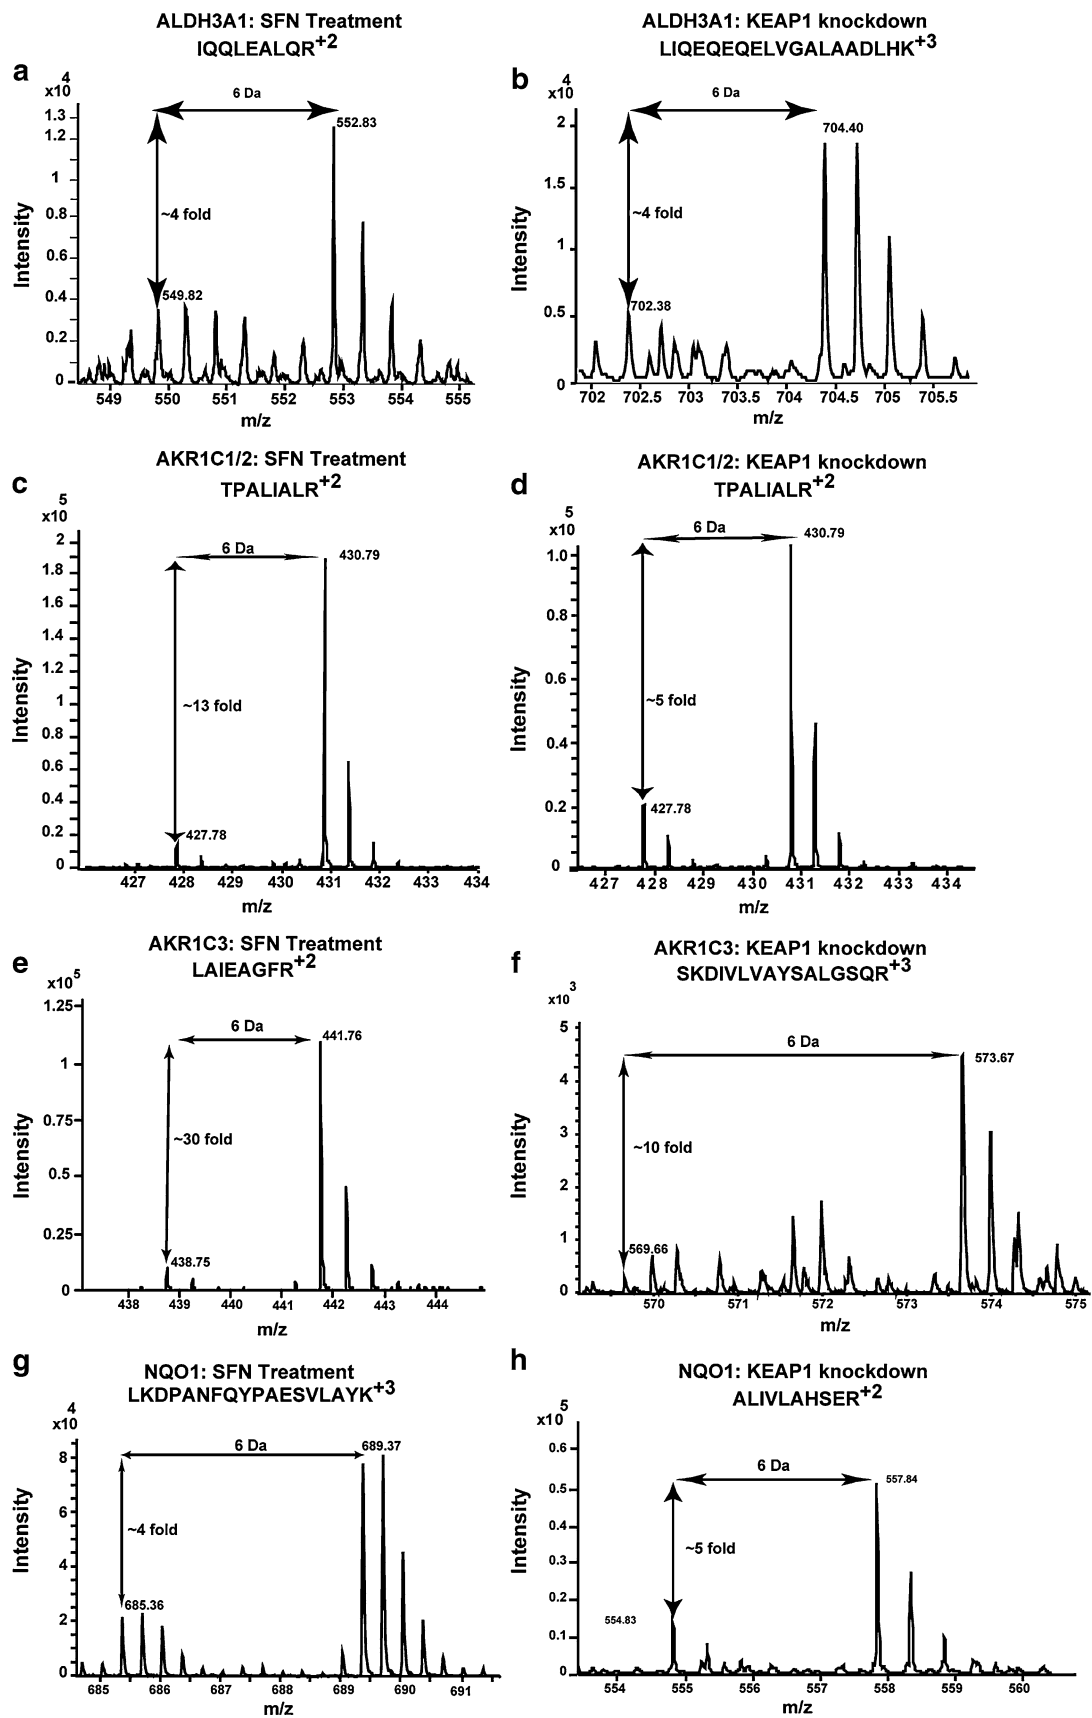 ALDH3A1: SFN Treatment
IQQLEALQR+2
a
x10 4
6 Da
1.3
1.2
1
0.8
0.6
0.4
0.2
0
552.83
~4 fold
549.82
Intensity
549 550 551 552 553 554 555
m/z
ALDH3A1: KEAP1 knockdown
LIQEQEQELVGALAADLHK+3
b
x10 4
6 Da
2
1.5
1
0.5
0
704.40
~4 fold
702.38
Intensity
702 702.5 703 703.5 704 704.5 705 705.5
m/z
AKR1C1/2: SFN Treatment
TPALIALR+2
c
5
x10
6 Da
430.79
2
1.8
1.6
1.4
1.2
1
0.8
0.6
0.4
0.2
0
~13 fold
427.78
Intensity
427 428 429 430 431 432 433 434
m/z
AKR1C1/2: KEAP1 knockdown
TPALIALR+2
d
5
x10
6 Da
430.79
1.0
0.8
0.6
0.4
0.2
0
~5 fold
427.78
Intensity
427 428 429 430 431 432 433 434
m/z
AKR1C3: SFN Treatment
LAIEAGFR+2
e
x10 5
1.25
1
0.75
0.5
0.25
0
6 Da
441.76
~30 fold
438.75
Intensity
438 439 440 441 442 443 444
m/z
AKR1C3: KEAP1 knockdown
SKDIVLVAYSALGSQR+3
f
x10 3
5
4
3
2
1
0
6 Da
573.67
~10 fold
569.66
Intensity
570 571 572 573 574 575
m/z
NQO1: SFN Treatment
LKDPANFQYPAESVLAYK+3
g
4
x10
8
6
4
2
0
6 Da
689.37
~4 fold
685.36
Intensity
685 686 687 688 689 690 691
m/z
NQO1: KEAP1 knockdown
ALIVLAHSER+2
h
x10 5
0.6
0.5
0.4
0.3
0.2
0.1
0
6 Da
557.84
~5 fold
554.83
Intensity
554 555 556 557 558 559 560
m/z